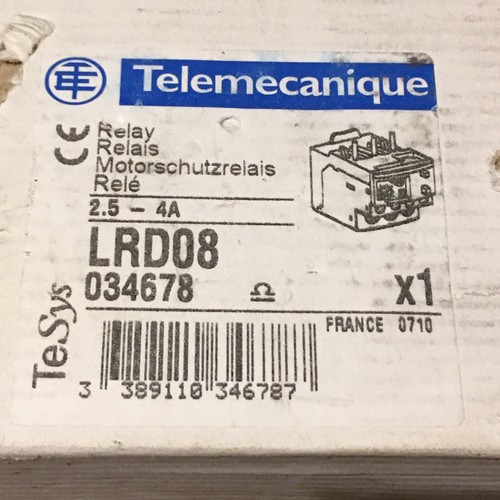 Telemecanique
CE
Relay
Relais
Motorschutzrelais
Relé
2.5 - 4A
LRD08
034678
x1
FRANCE 0710
TeSys
3 389110 346787